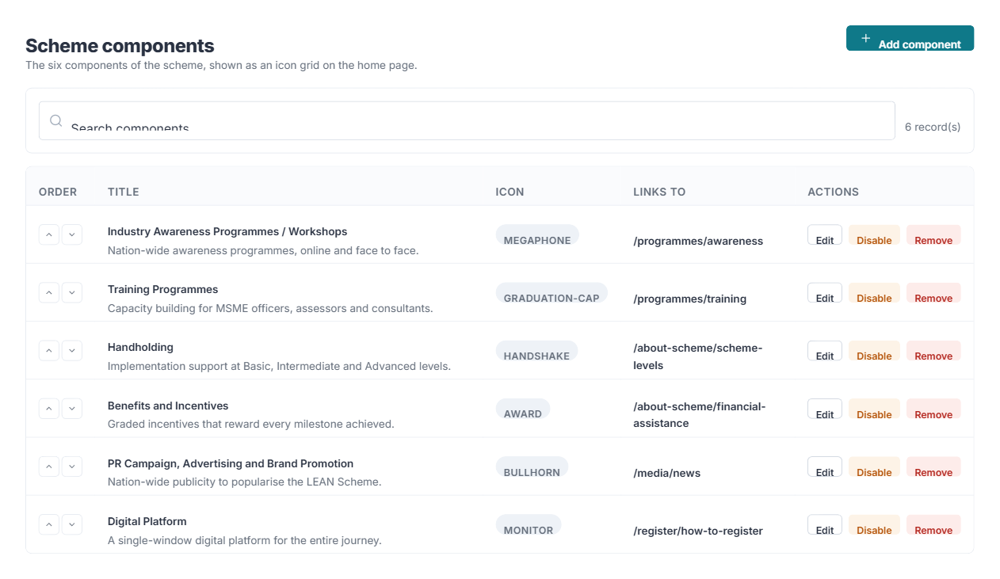 Scheme components
+ Add component
The six components of the scheme, shown as an icon grid on the home page.
Search components
6 record(s)
ORDER TITLE ICON LINKS TO ACTIONS
Industry Awareness Programmes / Workshops
Nation-wide awareness programmes, online and face to face.
MEGAPHONE
/programmes/awareness
Edit Disable Remove
Training Programmes
Capacity building for MSME officers, assessors and consultants.
GRADUATION-CAP
/programmes/training
Edit Disable Remove
Handholding
Implementation support at Basic, Intermediate and Advanced levels.
HANDSHAKE
/about-scheme/scheme-
levels
Edit Disable Remove
Benefits and Incentives
Graded incentives that reward every milestone achieved.
AWARD
/about-scheme/financial-
assistance
Edit Disable Remove
PR Campaign, Advertising and Brand Promotion
Nation-wide publicity to popularise the LEAN Scheme.
BULLHORN
/media/news
Edit Disable Remove
Digital Platform
A single-window digital platform for the entire journey.
MONITOR
/register/how-to-register
Edit Disable Remove